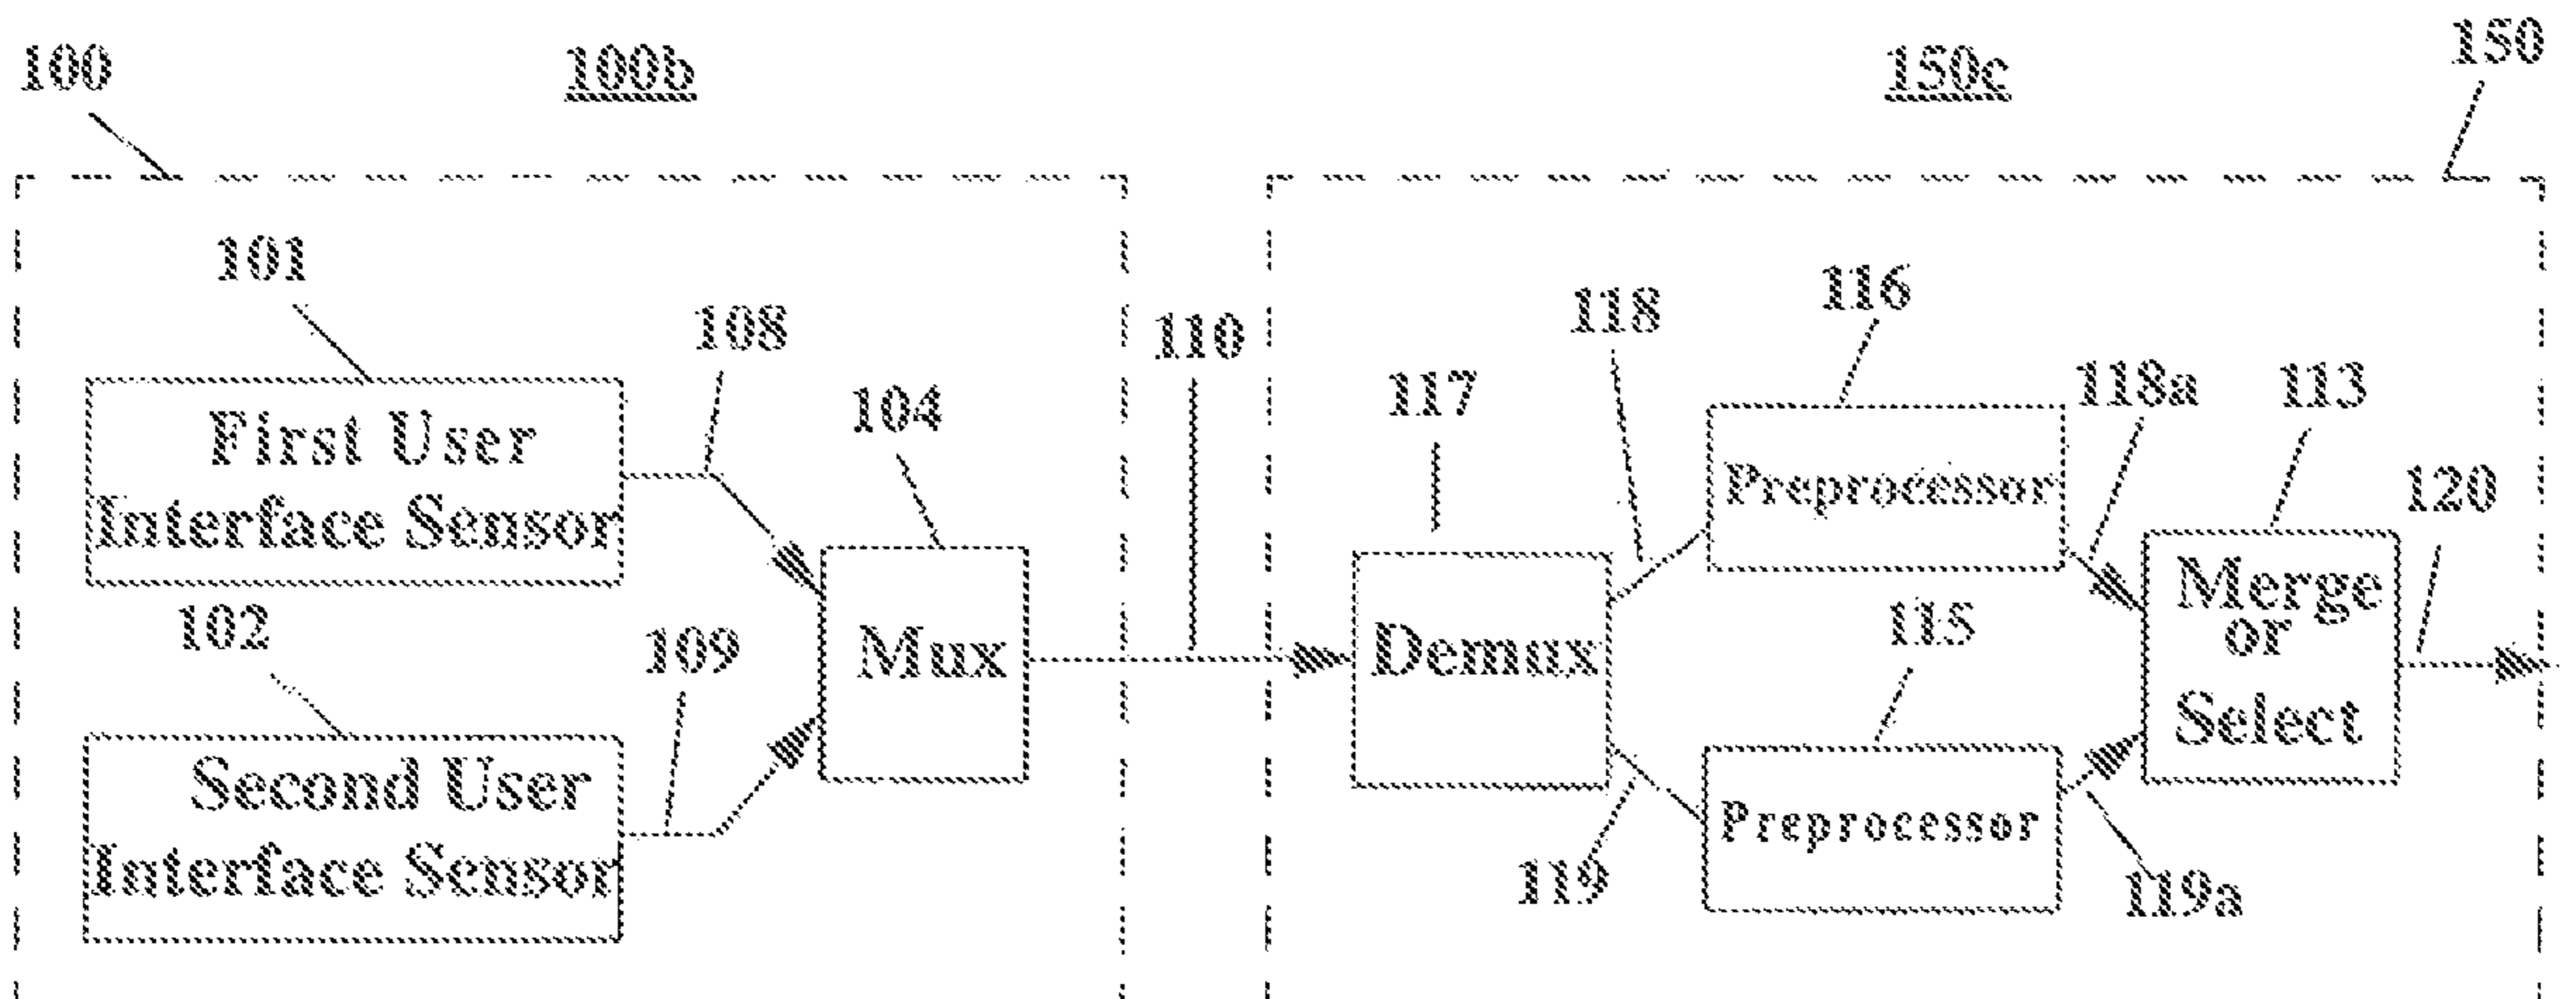 100
100b
150c
150
101
108
110
118
116
104
117
118a
113
First User
Interface Sensor
Preprocessor
120
102
109
Mux
Demux
115
Merge
or
Select
Second User
Interface Sensor
119
Preprocessor
119a